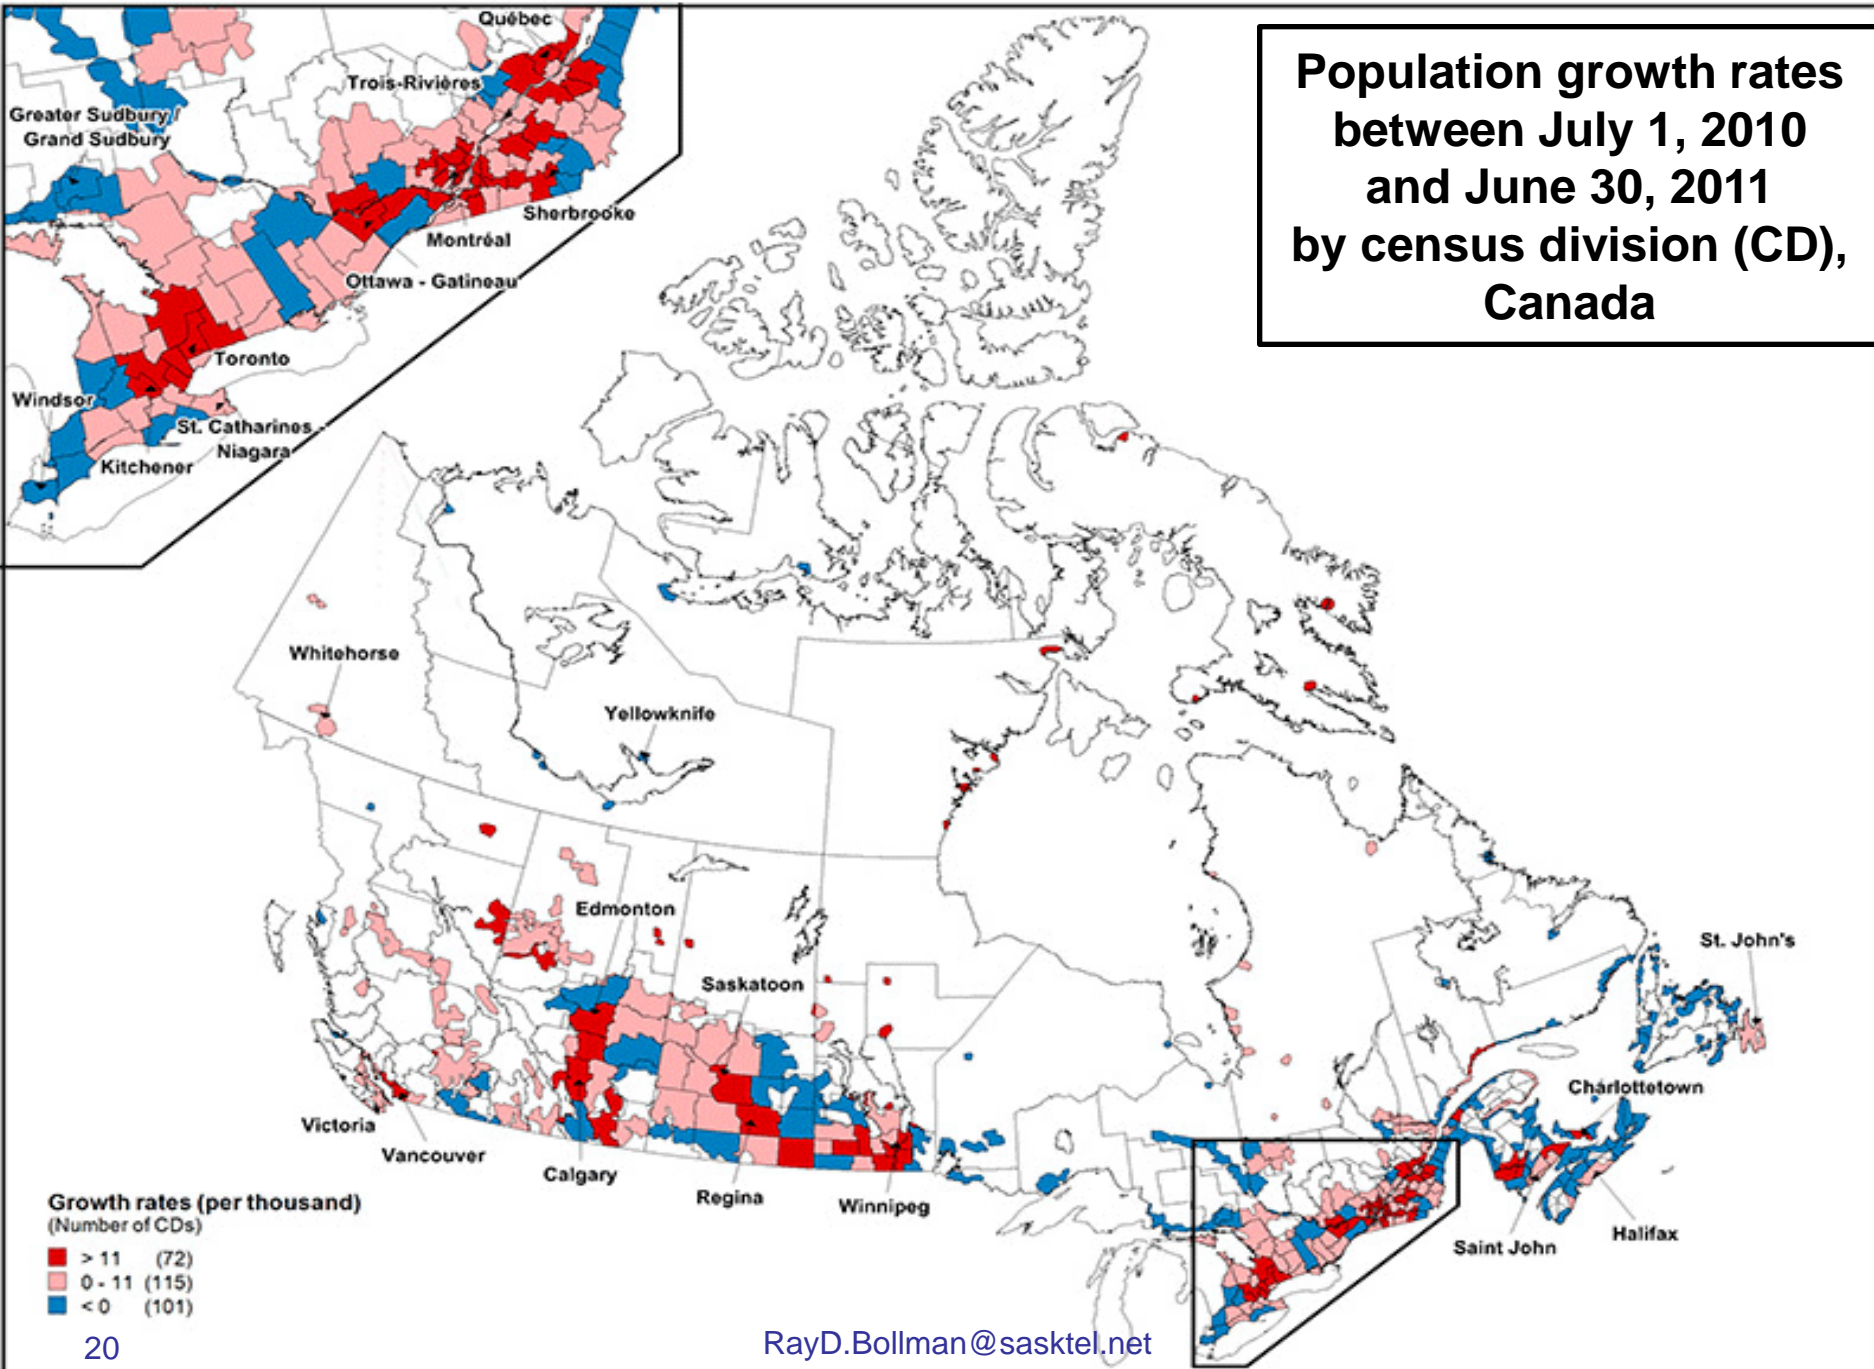 Population growth rates
between July 1, 2010
and June 30, 2011
by census division (CD),
Canada
Québec
Trois-Rivières
Greater Sudbury /
Grand Sudbury
Sherbrooke
Montréal
Ottawa - Gatineau
Toronto
Windsor
St. Catharines -
Niagara
Kitchener
Whitehorse
Yellowknife
Edmonton
Saskatoon
St. John's
Charlottetown
Victoria
Vancouver
Calgary
Regina
Winnipeg
Saint John
Halifax
Growth rates (per thousand)
(Number of CDs)
> 11 (72)
0 - 11 (115)
< 0 (101)
20
RayD.Bollman@sasktel.net